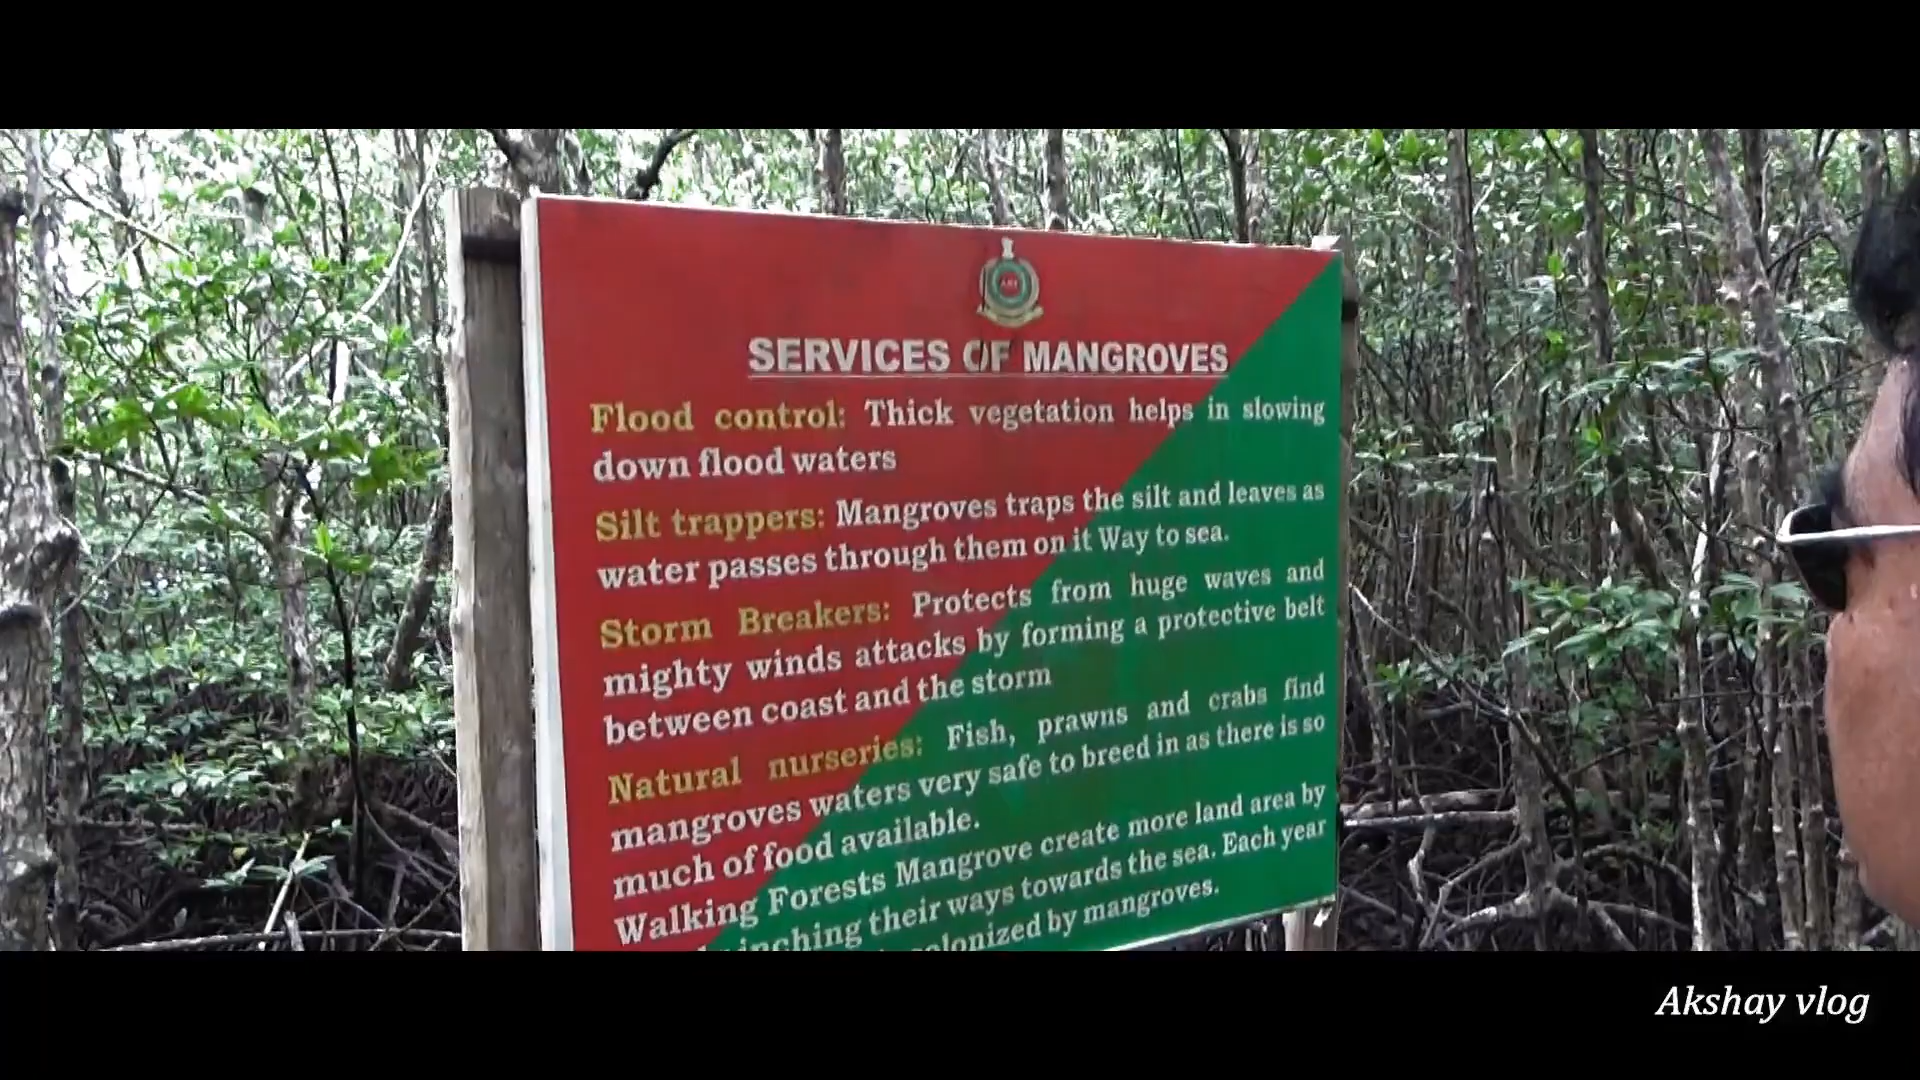 SERVICES OF MANGROVES
Flood control: Thick vegetation helps in slowing
down flood waters
Silt trappers: Mangroves traps the silt and leaves as
water passes through them on it Way to sea.
Storm Breakers: Protects from huge waves and
mighty winds attacks by forming a protective belt
between coast and the storm
Natural nurseries: Fish, prawns and crabs find
mangroves waters very safe to breed in as there is so
much of food available.
Walking Forests Mangrove create more land area by
inching their ways towards the sea. Each year
by mangroves.
Akshay vlog